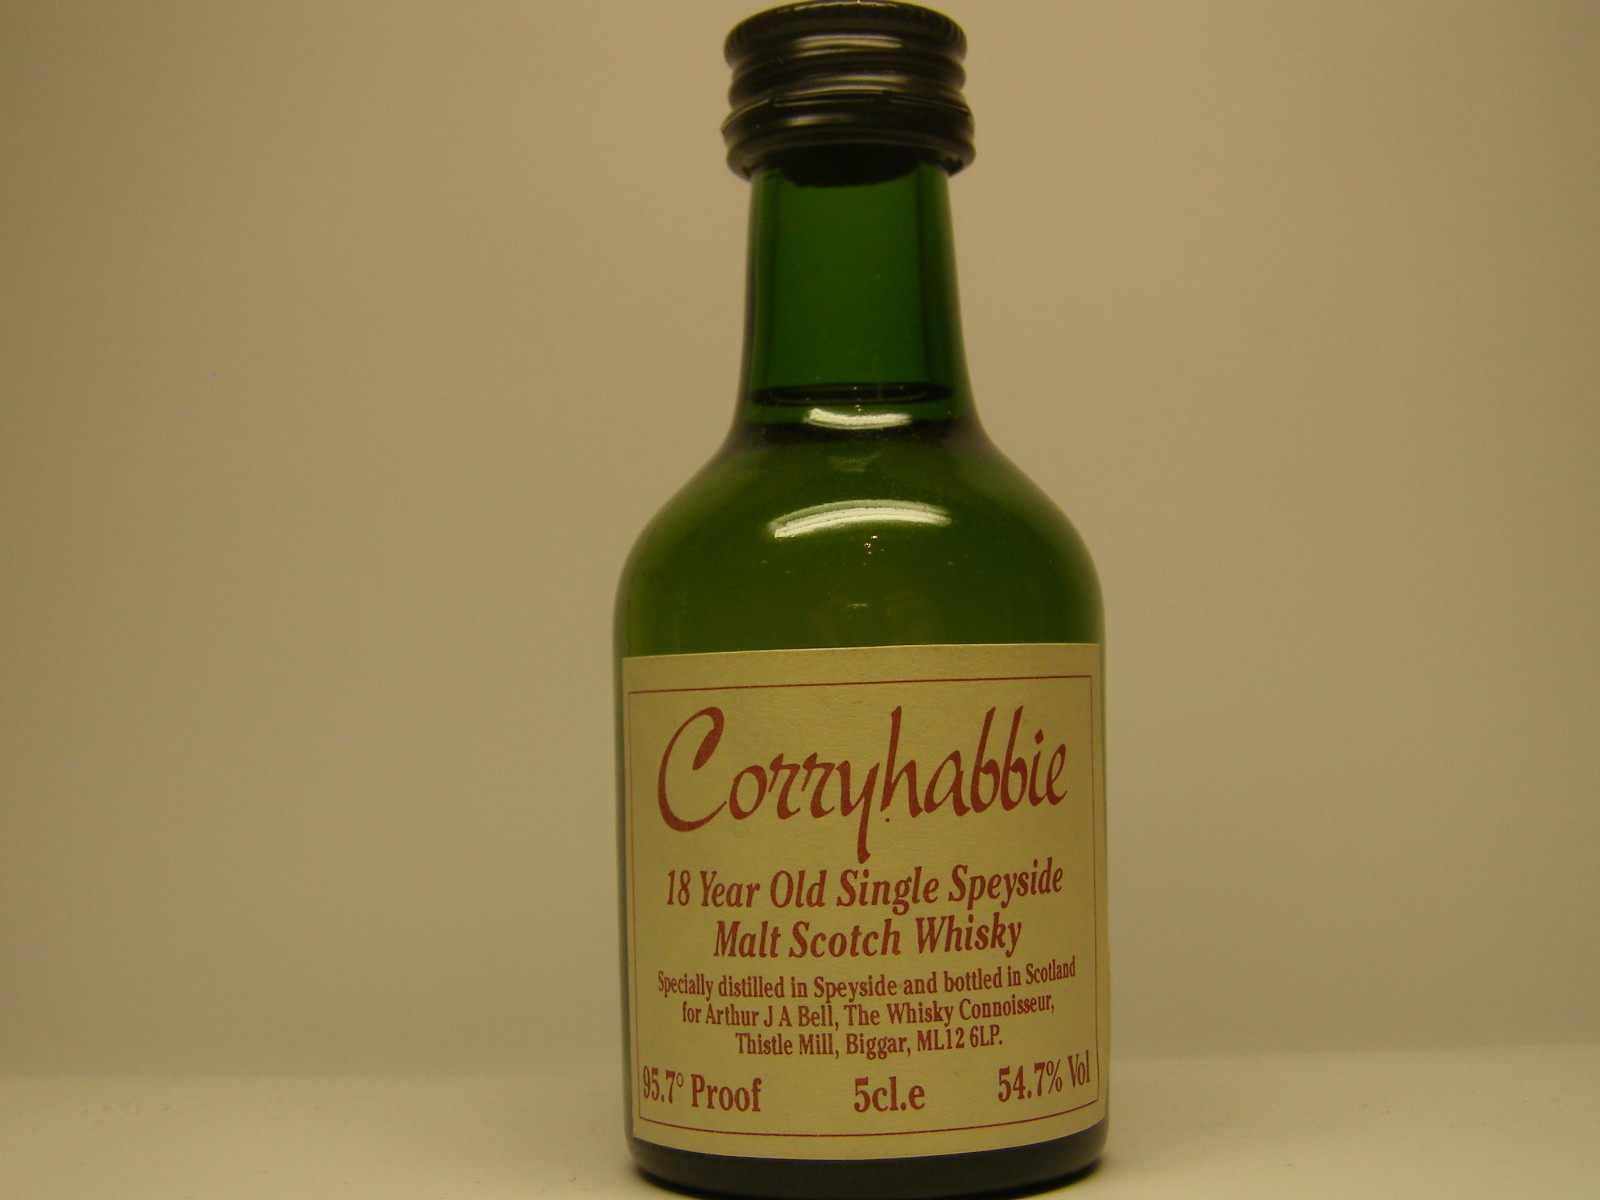 Corryhabbie
18 Year Old Single Speyside
Malt Scotch Whisky
Specially distilled in Speyside and bottled in Scotland
for Arthur J A Bell, The Whisky Connoisseur,
Thistle Mill, Biggar, ML12 6LP.
95.7° Proof 5cl.e 54.7% Vol